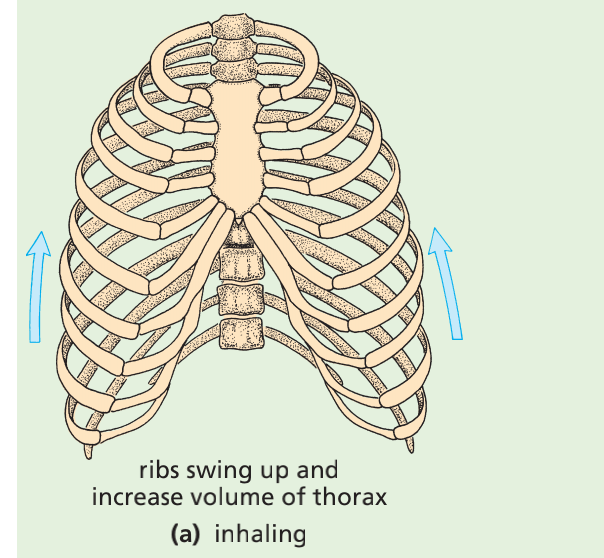 ribs swing up and
increase volume of thorax
(a) inhaling